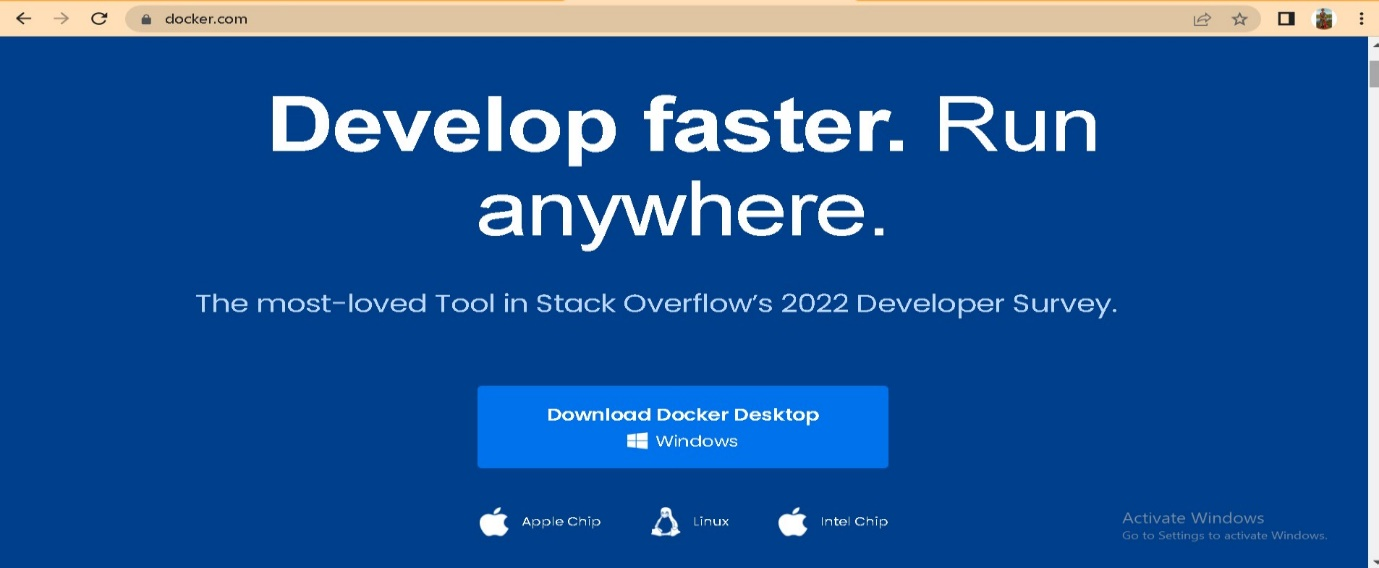 docker.com
Develop faster. Run
anywhere.
The most-loved Tool in Stack Overflow’s 2022 Developer Survey.
Download Docker Desktop
Windows
Apple Chip Linux Intel Chip
Activate Windows
Go to Settings to activate Windows.